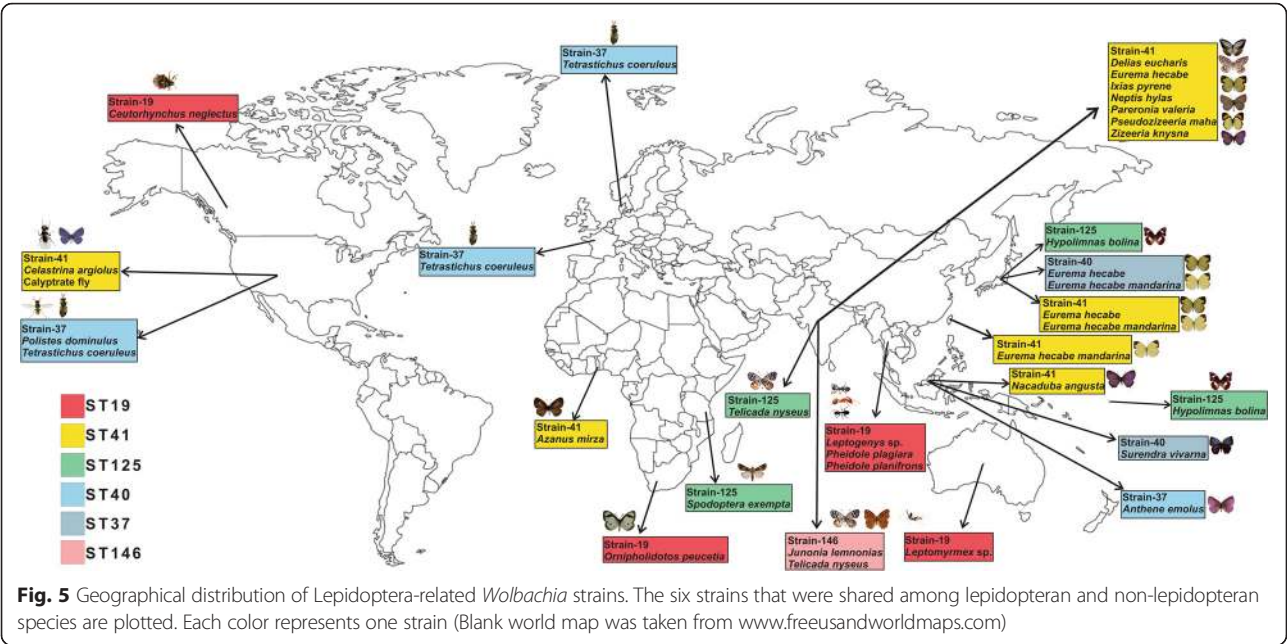 Strain-37
Tetrastichus coeruleus
Strain-41
Delias eucharis
Eurema hecabe
Ixias pyrene
Neptis hylas
Pareronia valeria
Pseudozizeeria maha
Zizeeria knysna
Strain-19
Ceutorhynchus neglectus
Strain-125
Hypolimnas bolina
Strain-41
Celastrina argiolus
Calyptrate fly
Strain-37
Tetrastichus coeruleus
Strain-40
Eurema hecabe
Eurema hecabe mandarina
Strain-41
Eurema hecabe
Eurema hecabe mandarina
Strain-37
Polistes dominulus
Tetrastichus coeruleus
Strain-41
Eurema hecabe mandarina
Strain-41
Nacaduba angusta
Strain-125
Telicada nyseus
Strain-125
Hypolimnas bolina
ST19
ST41
ST125
ST40
ST37
ST146
Strain-41
Azanus mirza
Strain-19
Leptogenys sp.
Pheidole plagiara
Pheidole planifrons
Strain-40
Surendra vivarna
Strain-125
Spodoptera exempta
Strain-37
Anthene emolus
Strain-19
Ornipholidotos peucetia
Strain-146
Junonia lemnonias
Telicada nyseus
Strain-19
Leptomyrmex sp.
Fig. 5 Geographical distribution of Lepidoptera-related Wolbachia strains. The six strains that were shared among lepidopteran and non-lepidopteran
species are plotted. Each color represents one strain (Blank world map was taken from www.freeusandworldmaps.com)